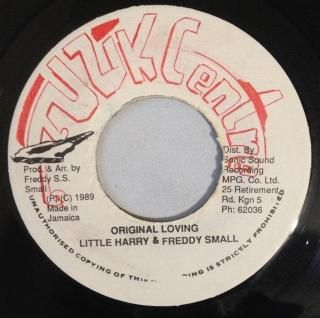 MUZIK Centre
Prod. & Arr. by
Freddy S.S.
Small
(P)(C) 1989
Made in
Jamaica
Dist. By
Sonic Sound
Recording
MPG. Co. Ltd.
25 Retirement
Rd. Kgn 5
Ph: 62036
ORIGINAL LOVING
LITTLE HARRY & FREDDY SMALL
UNAUTHORISED COPYING OF THIS IS STRICTLY PROHIBITED